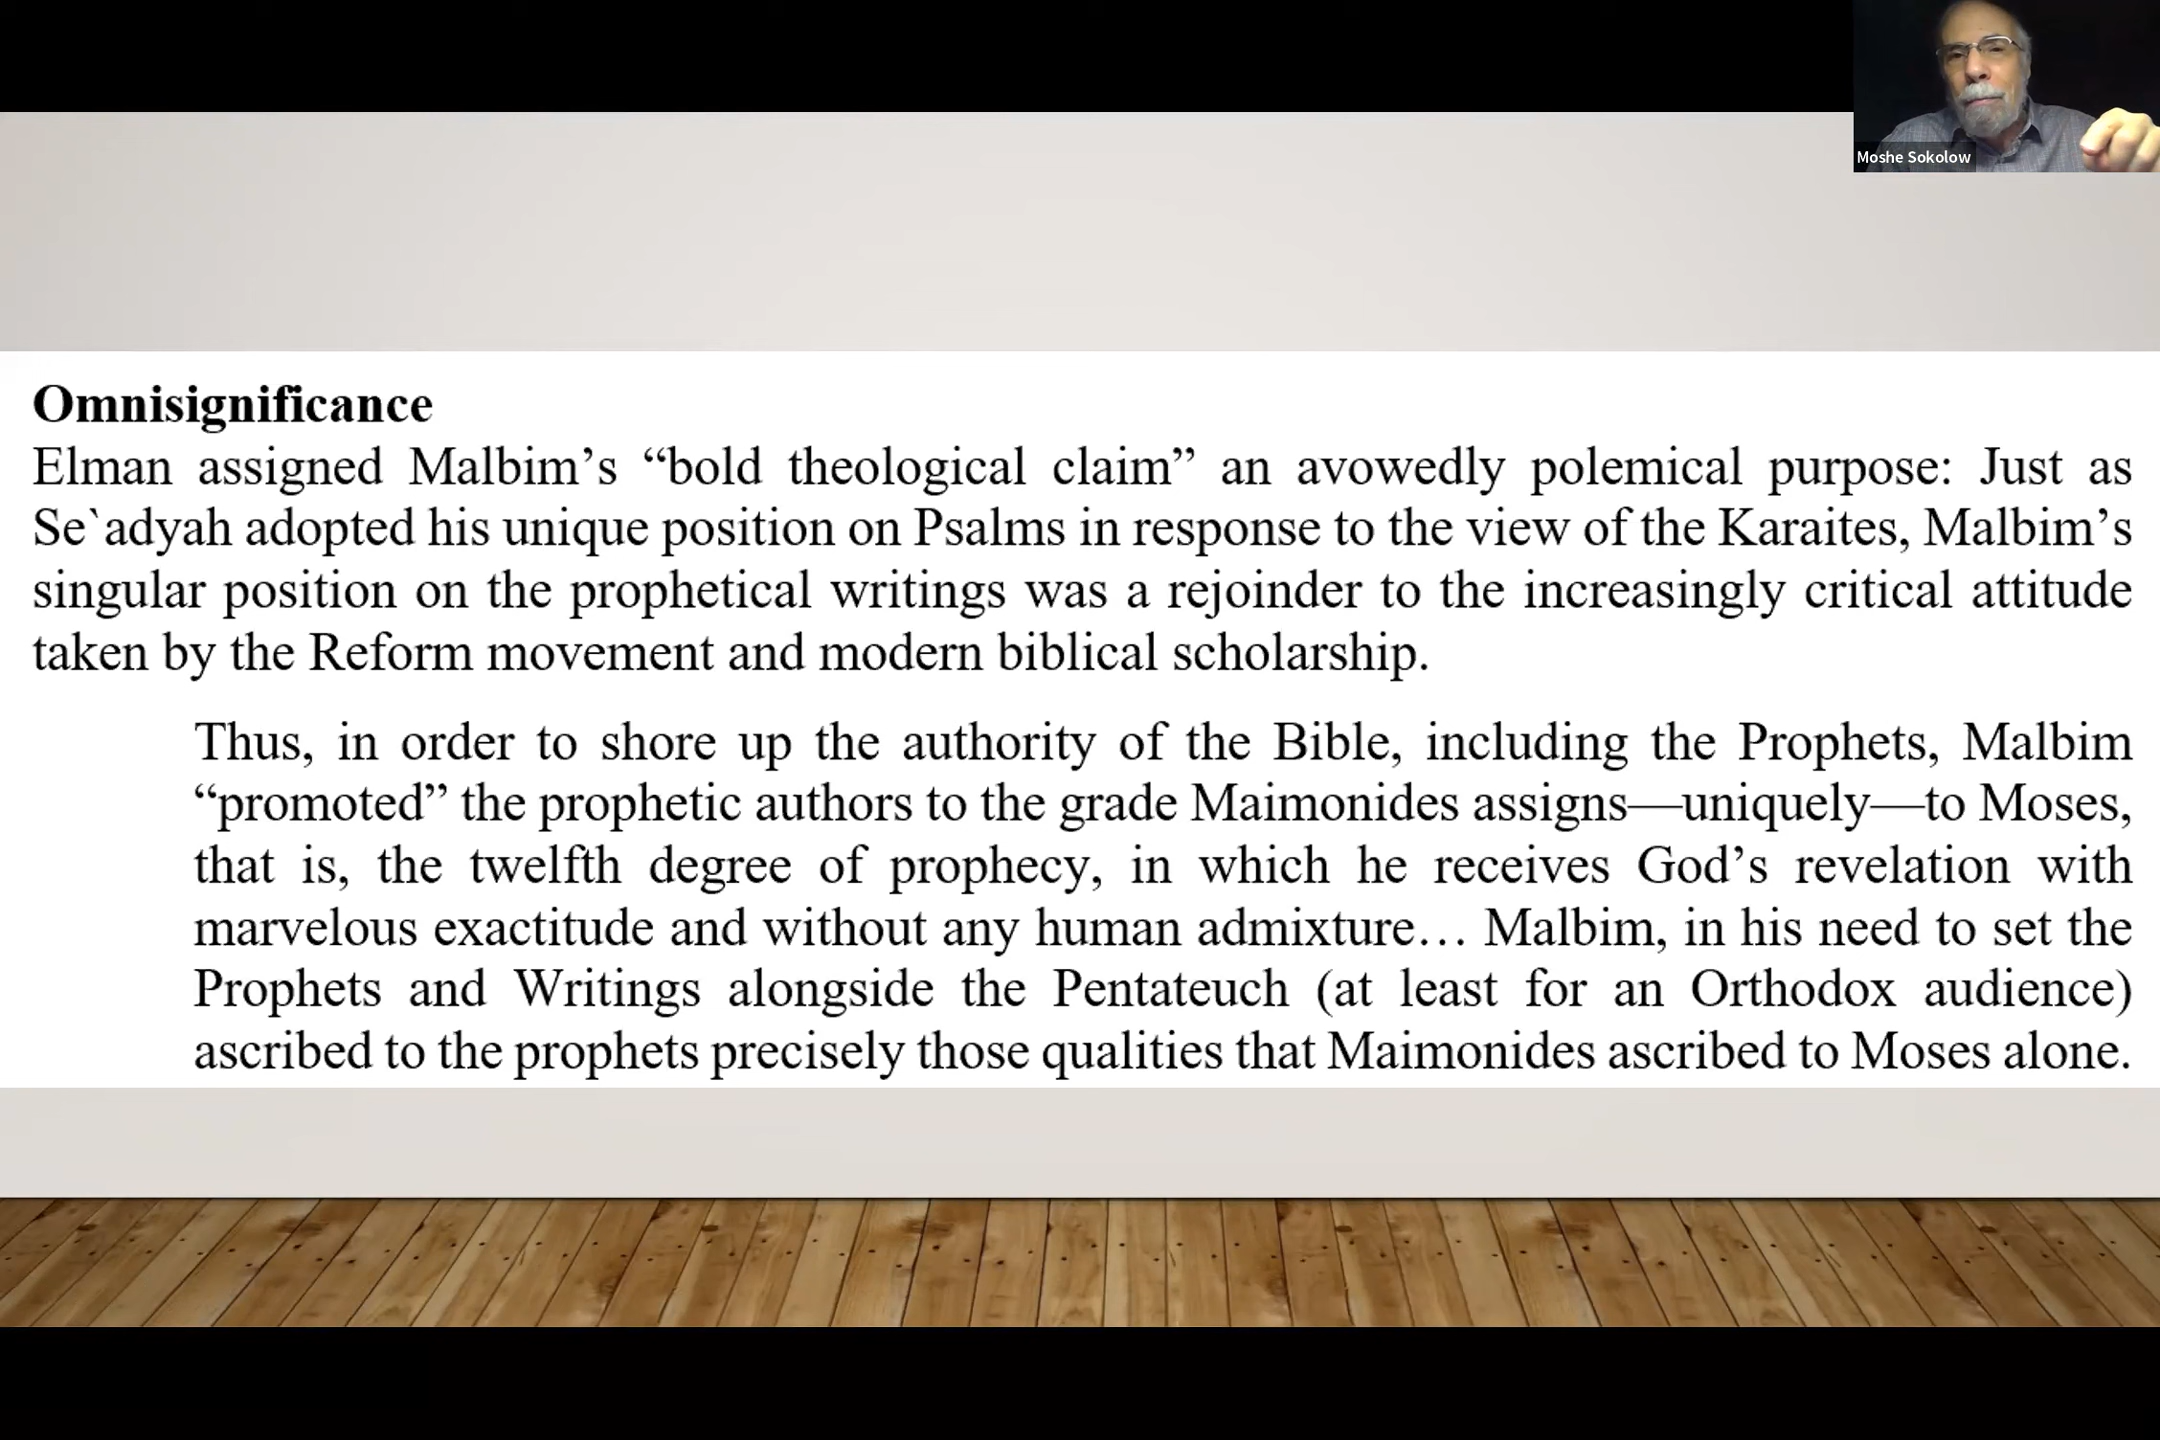 Moshe Sokolow
Omnisignificance
Elman assigned Malbim’s “bold theological claim” an avowedly polemical purpose: Just as
Se`adyah adopted his unique position on Psalms in response to the view of the Karaites, Malbim’s
singular position on the prophetical writings was a rejoinder to the increasingly critical attitude
taken by the Reform movement and modern biblical scholarship.
Thus, in order to shore up the authority of the Bible, including the Prophets, Malbim
“promoted” the prophetic authors to the grade Maimonides assigns—uniquely—to Moses,
that is, the twelfth degree of prophecy, in which he receives God’s revelation with
marvelous exactitude and without any human admixture… Malbim, in his need to set the
Prophets and Writings alongside the Pentateuch (at least for an Orthodox audience)
ascribed to the prophets precisely those qualities that Maimonides ascribed to Moses alone.